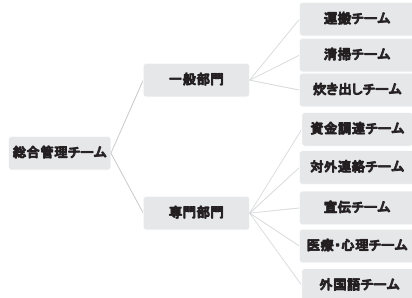 総合管理チーム
一般部門
運搬チーム
清掃チーム
炊き出しチーム
専門部門
資金調達チーム
対外連絡チーム
宣伝チーム
医療・心理チーム
外国語チーム